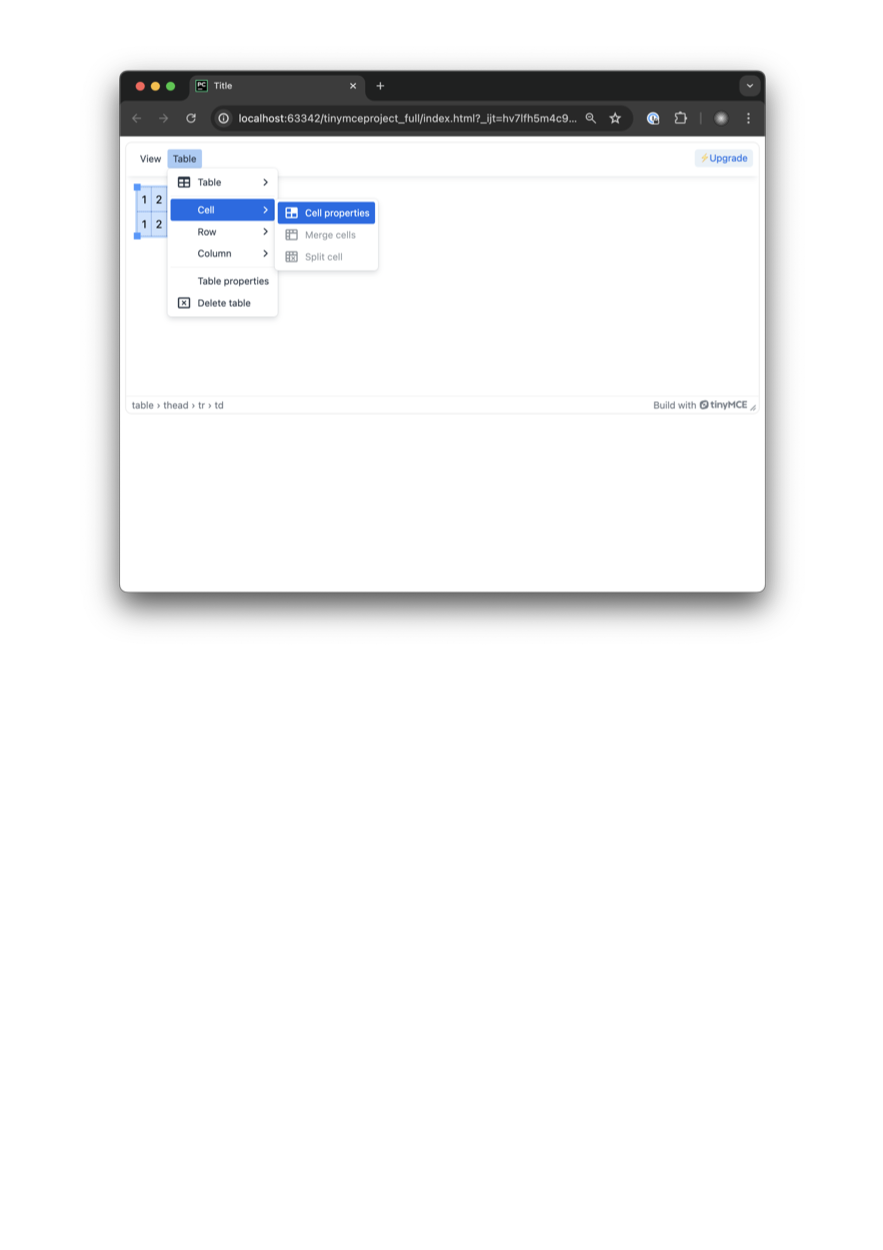 PC Title
localhost:63342/tinymceproject_full/index.html?_ijt=hv7lfh5m4c9...
View Table
⚡Upgrade
Table
1 2
Cell
Cell properties
1 2
Row
Merge cells
Column
Split cell
Table properties
Delete table
table › thead › tr › td
Build with tinyMCE